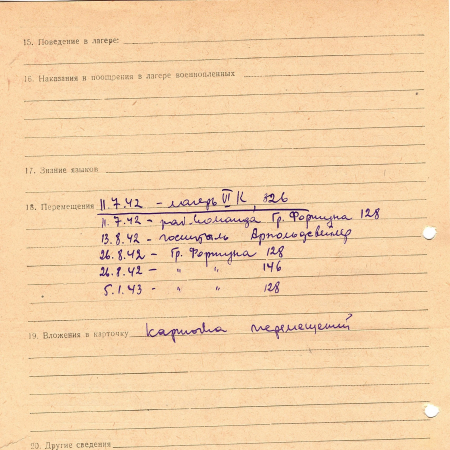 15. Поведение в лагере:
16. Наказания и поощрения в лагере военнопленных
17. Знание языков
18. Перемещения 11.7.42 – лагерь VI К, 326
11.7.42 – раб. команда Гр. Фортуна 128
13.8.42 – госпиталь Арнольдсвейлер
26.8.42 – Гр. Фортуна 128
26.8.42 – " " 146
5.1.43 – " " 128
19. Вложения в карточку Карточка перемещений
20. Другие сведения